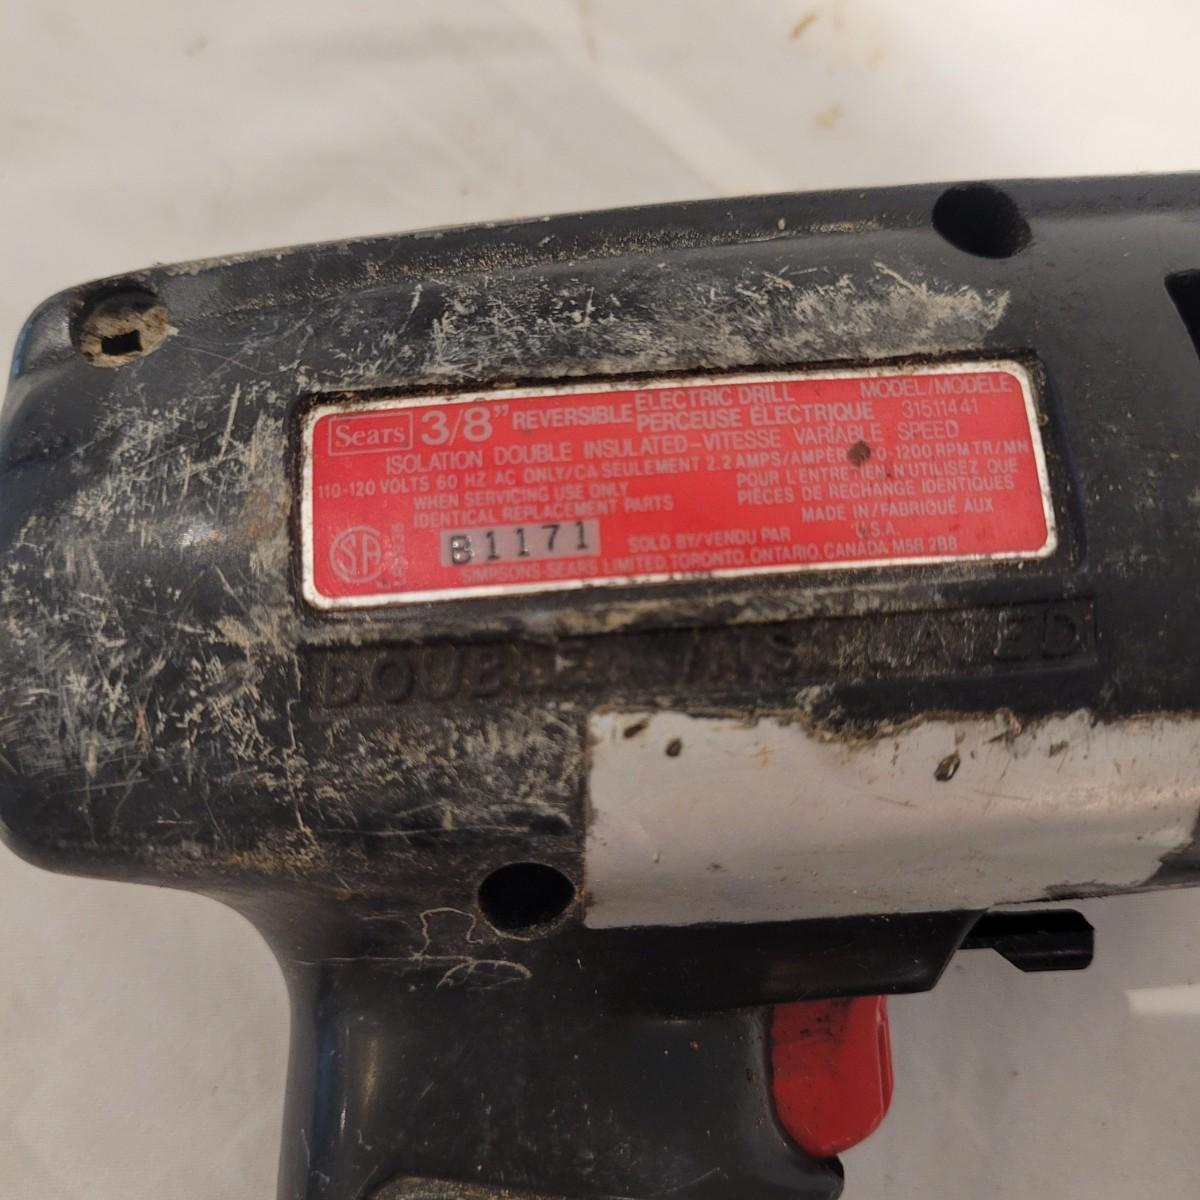 Sears 3/8" REVERSIBLE ELECTRIC DRILL MODEL/MODÈLE
PERCEUSE ÉLECTRIQUE 31511441
ISOLATION DOUBLE INSULATED-VITESSE VARIABLE SPEED
110-120 VOLTS 60 HZ AC ONLY/CA SEULEMENT 2.2 AMPS/AMPÈR 0-1200 RPM TR/MN
WHEN SERVICING USE ONLY
IDENTICAL REPLACEMENT PARTS
POUR L'ENTRETIEN N'UTILISEZ QUE
PIÈCES DE RECHANGE IDENTIQUES
MADE IN/FABRIQUÉ AUX
U.S.A.
B1171
SOLD BY/VENDU PAR
SIMPSONS-SEARS LIMITED, TORONTO, ONTARIO, CANADA M5B 2B8
DOUBLE INSULATED